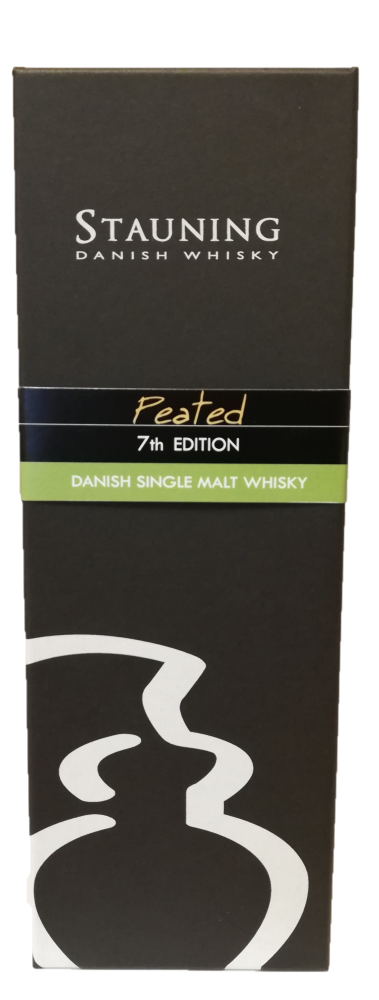 STAUNING
DANISH WHISKY
Peated
7th EDITION
DANISH SINGLE MALT WHISKY